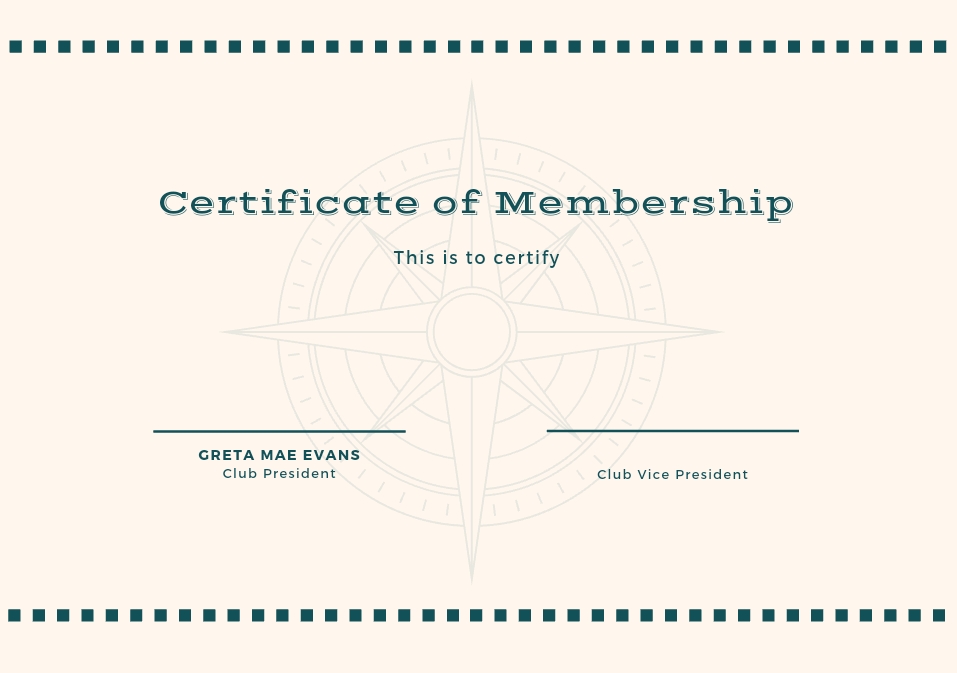 Certificate of Membership
This is to certify
GRETA MAE EVANS
Club President
Club Vice President